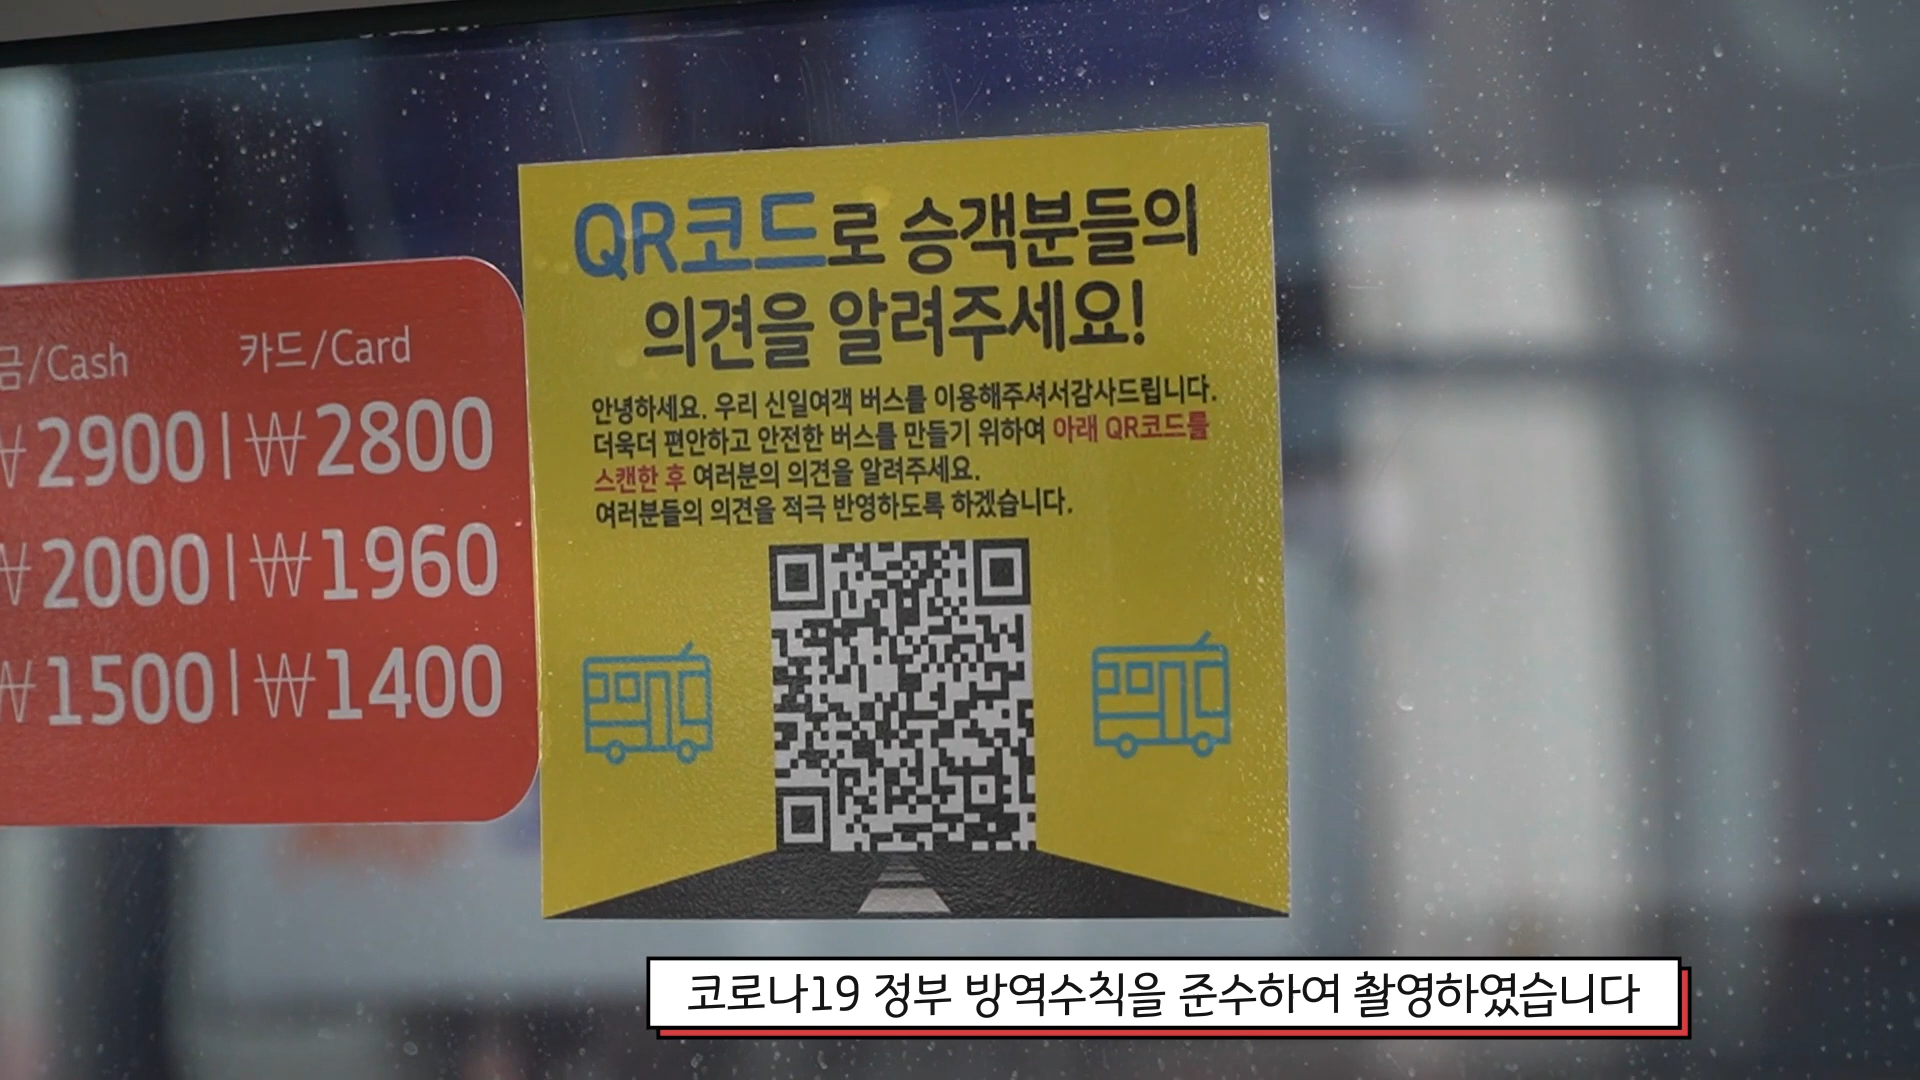 금/Cash 카드/Card
₩2900 | ₩2800
₩2000 | ₩1960
₩1500 | ₩1400
QR코드로 승객분들의
의견을 알려주세요!
안녕하세요. 우리 신일여객 버스를 이용해주셔서감사드립니다.
더욱더 편안하고 안전한 버스를 만들기 위하여 아래 QR코드를
스캔한 후 여러분의 의견을 알려주세요.
여러분들의 의견을 적극 반영하도록 하겠습니다.
코로나19 정부 방역수칙을 준수하여 촬영하였습니다